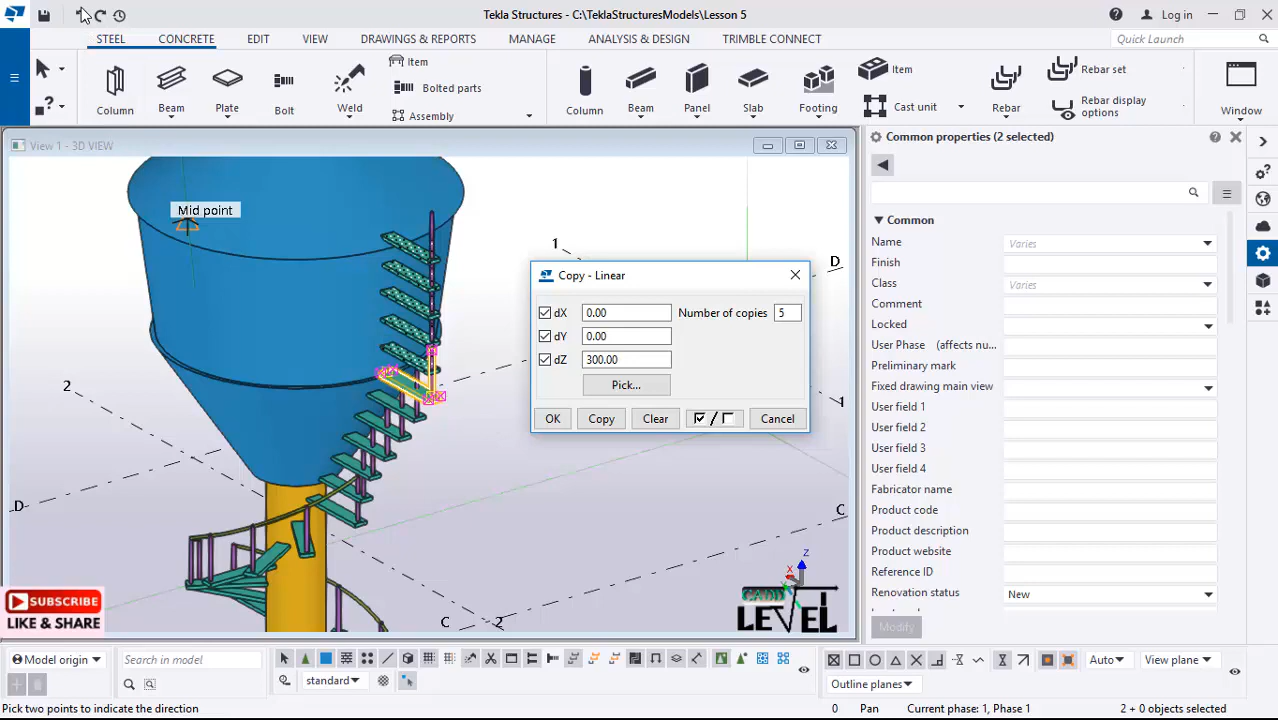 Tekla Structures - C:\TeklaStructuresModels\Lesson 5
Log in
STEEL CONCRETE EDIT VIEW DRAWINGS & REPORTS MANAGE ANALYSIS & DESIGN TRIMBLE CONNECT
Quick Launch
Item
Bolted parts
Assembly
Column Beam Plate Bolt Weld
Column Beam Panel Slab Footing
Item
Cast unit
Rebar
Rebar set
Rebar display
options
Window
View 1 - 3D VIEW
Mid point
1
D
2
1
D
C
C
2
Z
X
CADD
LEVEL
SUBSCRIBE
LIKE & SHARE
Copy - Linear
dX 0.00 Number of copies 5
dY 0.00
dZ 300.00
Pick...
OK Copy Clear / Cancel
Common properties (2 selected)
Common
Name Varies
Finish
Class Varies
Comment
Locked
User Phase (affects nu...
Preliminary mark
Fixed drawing main view
User field 1
User field 2
User field 3
User field 4
Fabricator name
Product code
Product description
Product website
Reference ID
Renovation status New
Modify
Model origin
Search in model
standard
Auto
View plane
Outline planes
Pick two points to indicate the direction
0 Pan Current phase: 1, Phase 1 2 + 0 objects selected